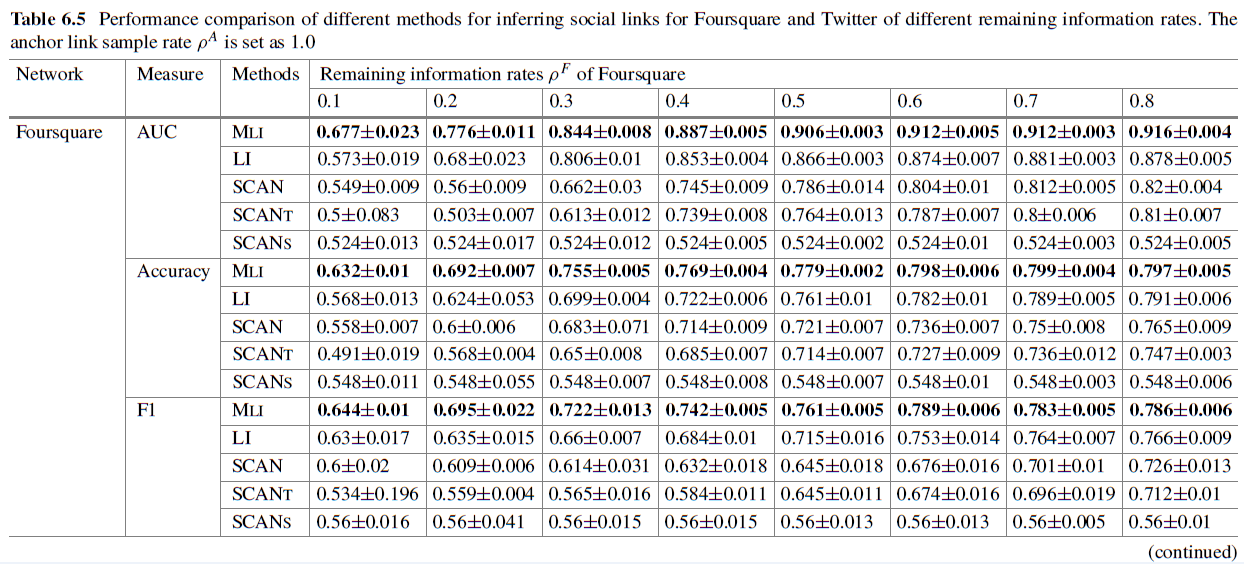 Table 6.5 Performance comparison of different methods for inferring social links for Foursquare and Twitter of different remaining information rates. The
anchor link sample rate ρ^A is set as 1.0
Network Measure Methods Remaining information rates ρ^F of Foursquare
0.1 0.2 0.3 0.4 0.5 0.6 0.7 0.8
Foursquare AUC MLI 0.677±0.023 0.776±0.011 0.844±0.008 0.887±0.005 0.906±0.003 0.912±0.005 0.912±0.003 0.916±0.004
LI 0.573±0.019 0.68±0.023 0.806±0.01 0.853±0.004 0.866±0.003 0.874±0.007 0.881±0.003 0.878±0.005
SCAN 0.549±0.009 0.56±0.009 0.662±0.03 0.745±0.009 0.786±0.014 0.804±0.01 0.812±0.005 0.82±0.004
SCANT 0.5±0.083 0.503±0.007 0.613±0.012 0.739±0.008 0.764±0.013 0.787±0.007 0.8±0.006 0.81±0.007
SCANS 0.524±0.013 0.524±0.017 0.524±0.012 0.524±0.005 0.524±0.002 0.524±0.01 0.524±0.003 0.524±0.005
Accuracy MLI 0.632±0.01 0.692±0.007 0.755±0.005 0.769±0.004 0.779±0.002 0.798±0.006 0.799±0.004 0.797±0.005
LI 0.568±0.013 0.624±0.053 0.699±0.004 0.722±0.006 0.761±0.01 0.782±0.01 0.789±0.005 0.791±0.006
SCAN 0.558±0.007 0.6±0.006 0.683±0.071 0.714±0.009 0.721±0.007 0.736±0.007 0.75±0.008 0.765±0.009
SCANT 0.491±0.019 0.568±0.004 0.65±0.008 0.685±0.007 0.714±0.007 0.727±0.009 0.736±0.012 0.747±0.003
SCANS 0.548±0.011 0.548±0.055 0.548±0.007 0.548±0.008 0.548±0.007 0.548±0.01 0.548±0.003 0.548±0.006
F1 MLI 0.644±0.01 0.695±0.022 0.722±0.013 0.742±0.005 0.761±0.005 0.789±0.006 0.783±0.005 0.786±0.006
LI 0.63±0.017 0.635±0.015 0.66±0.007 0.684±0.01 0.715±0.016 0.753±0.014 0.764±0.007 0.766±0.009
SCAN 0.6±0.02 0.609±0.006 0.614±0.031 0.632±0.018 0.645±0.018 0.676±0.016 0.701±0.01 0.726±0.013
SCANT 0.534±0.196 0.559±0.004 0.565±0.016 0.584±0.011 0.645±0.011 0.674±0.016 0.696±0.019 0.712±0.01
SCANS 0.56±0.016 0.56±0.041 0.56±0.015 0.56±0.015 0.56±0.013 0.56±0.013 0.56±0.005 0.56±0.01
(continued)